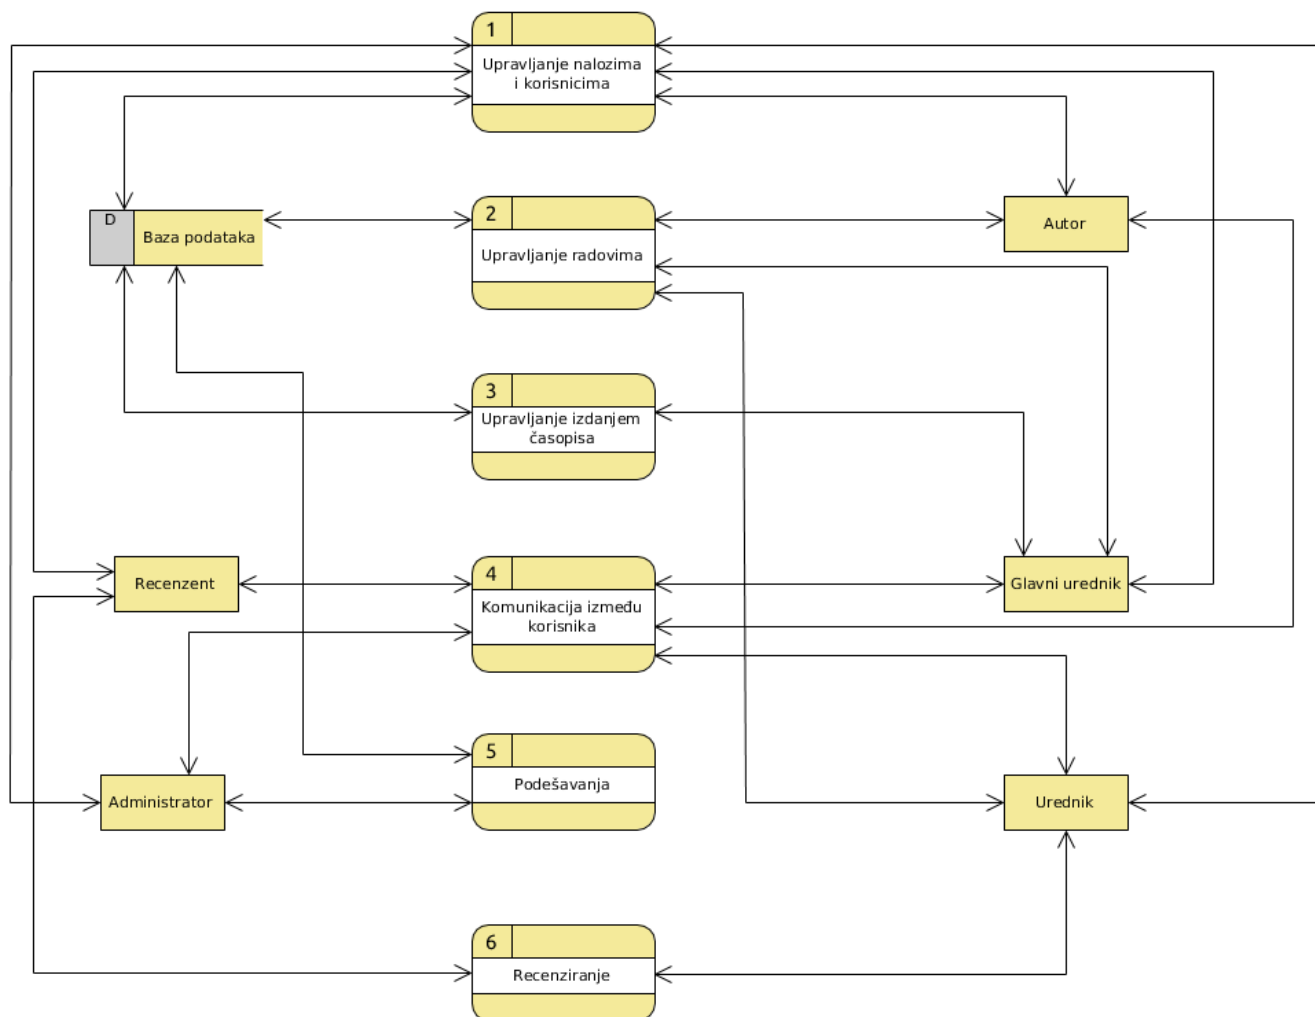 1
Upravljanje nalozima
i korisnicima
D
Baza podataka
2
Upravljanje radovima
Autor
3
Upravljanje izdanjem
časopisa
Recenzent
4
Komunikacija između
korisnika
Glavni urednik
5
Podešavanja
Administrator
Urednik
6
Recenziranje